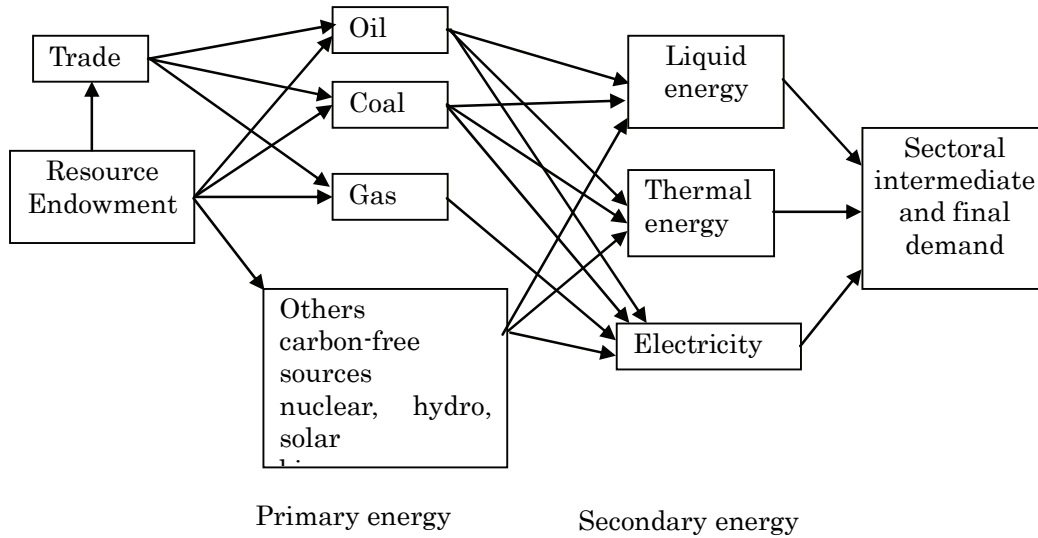 Oil
Trade
Coal
Resource
Endowment
Gas
Others
carbon-free
sources
nuclear, hydro,
solar
Liquid
energy
Thermal
energy
Electricity
Sectoral
intermediate
and final
demand
Primary energy
Secondary energy